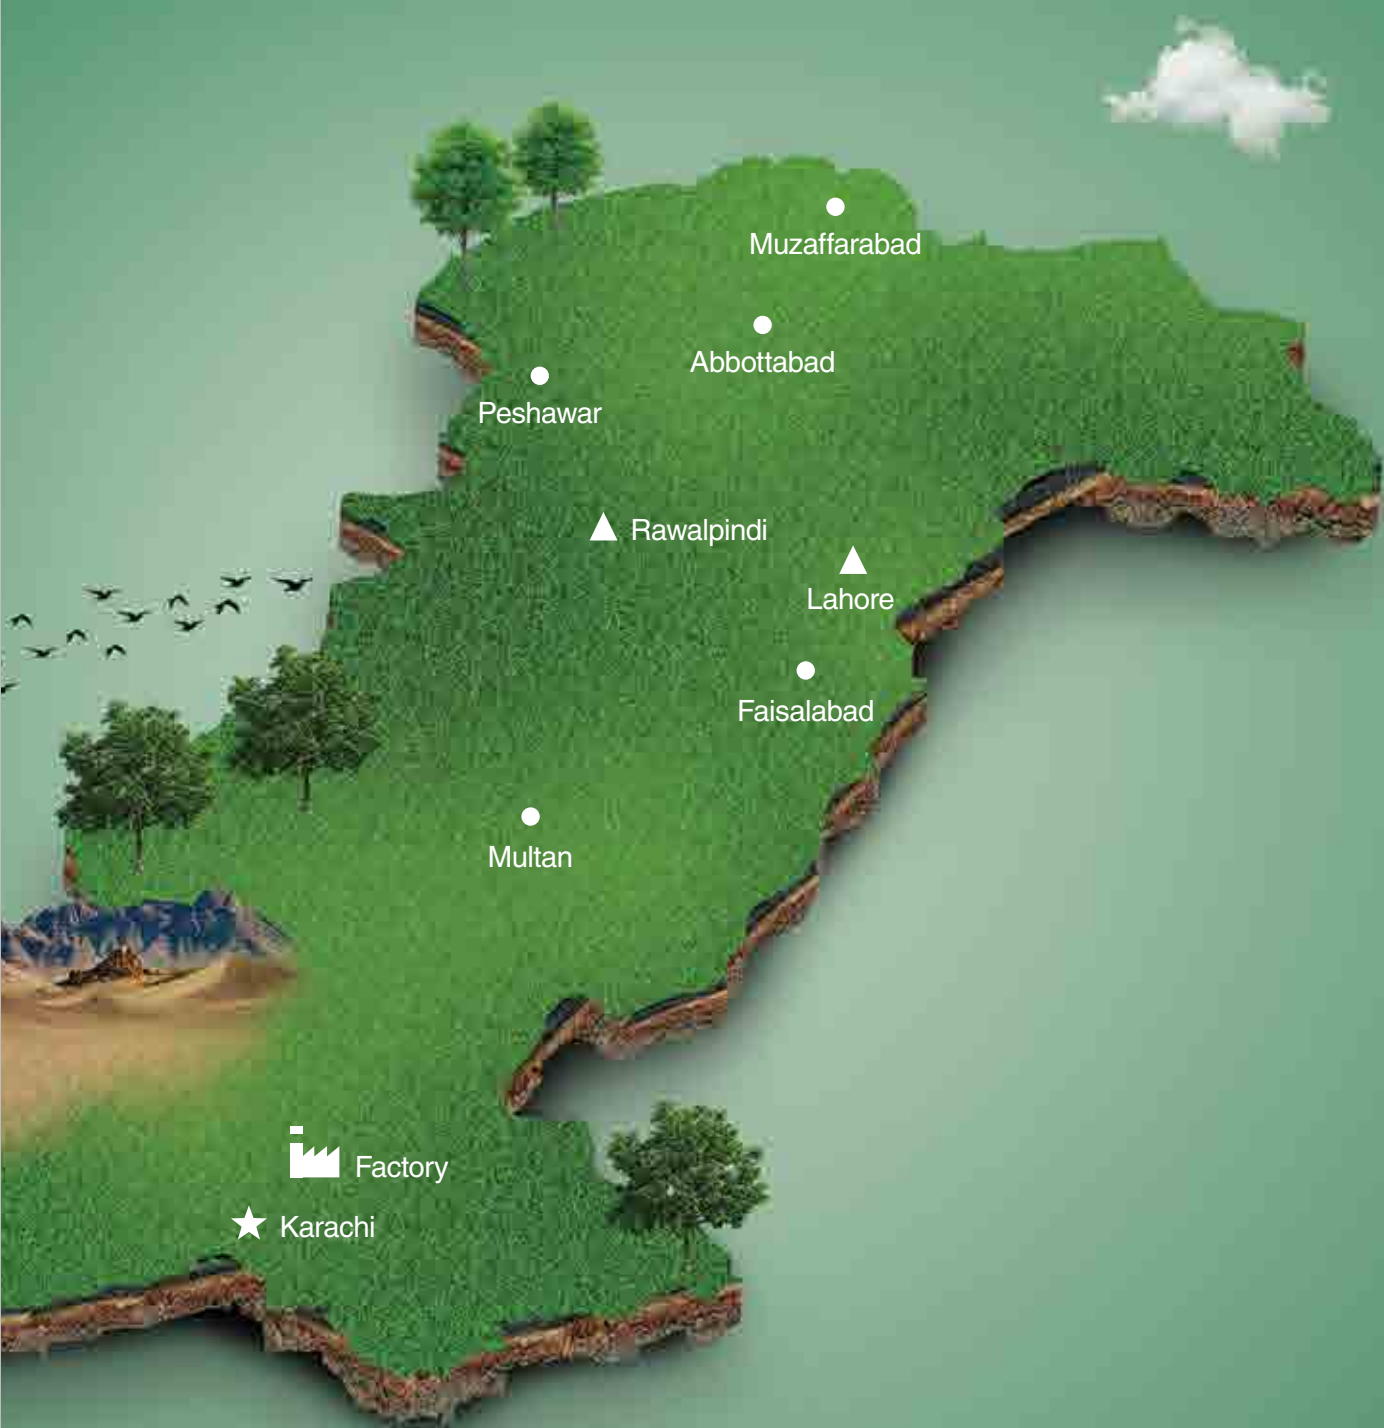 Muzaffarabad
Abbottabad
Peshawar
Rawalpindi
Lahore
Faisalabad
Multan
Factory
Karachi